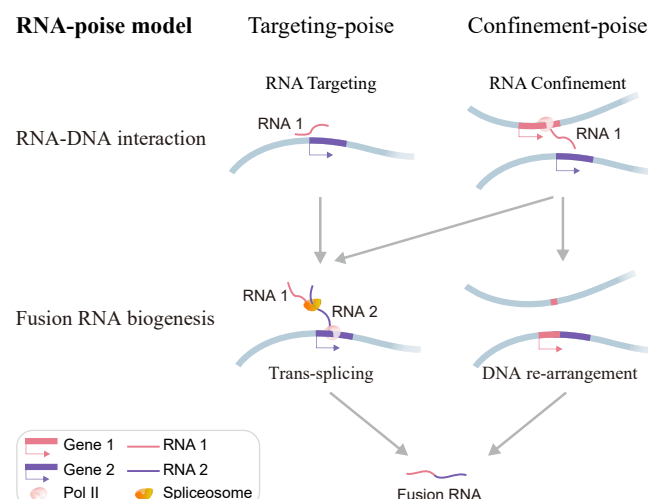 RNA-poise model Targeting-poise Confinement-poise
RNA Targeting RNA Confinement
RNA 1
RNA 1
RNA-DNA interaction
RNA 1
RNA 2
Fusion RNA biogenesis
Trans-splicing DNA re-arrangement
Gene 1 RNA 1
Gene 2 RNA 2
Pol II Spliceosome
Fusion RNA